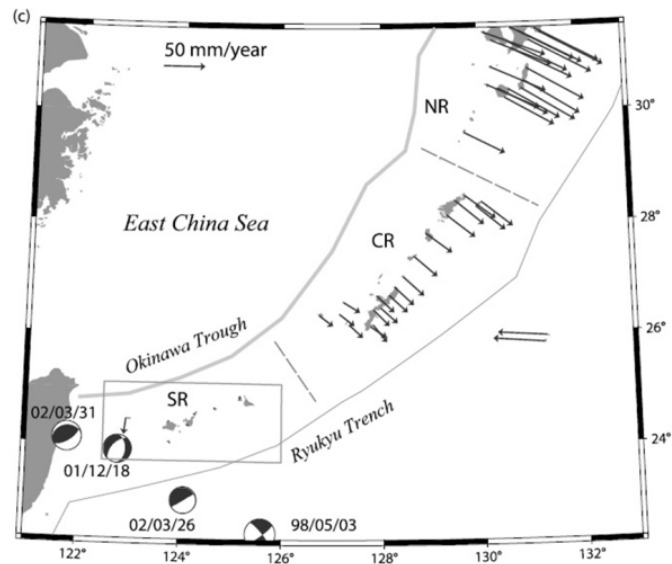 (c)
50 mm/year
NR
30°
East China Sea
28°
CR
26°
Okinawa Trough
SR
02/03/31
Ryukyu Trench
24°
01/12/18
02/03/26
98/05/03
122°
124°
126°
128°
130°
132°